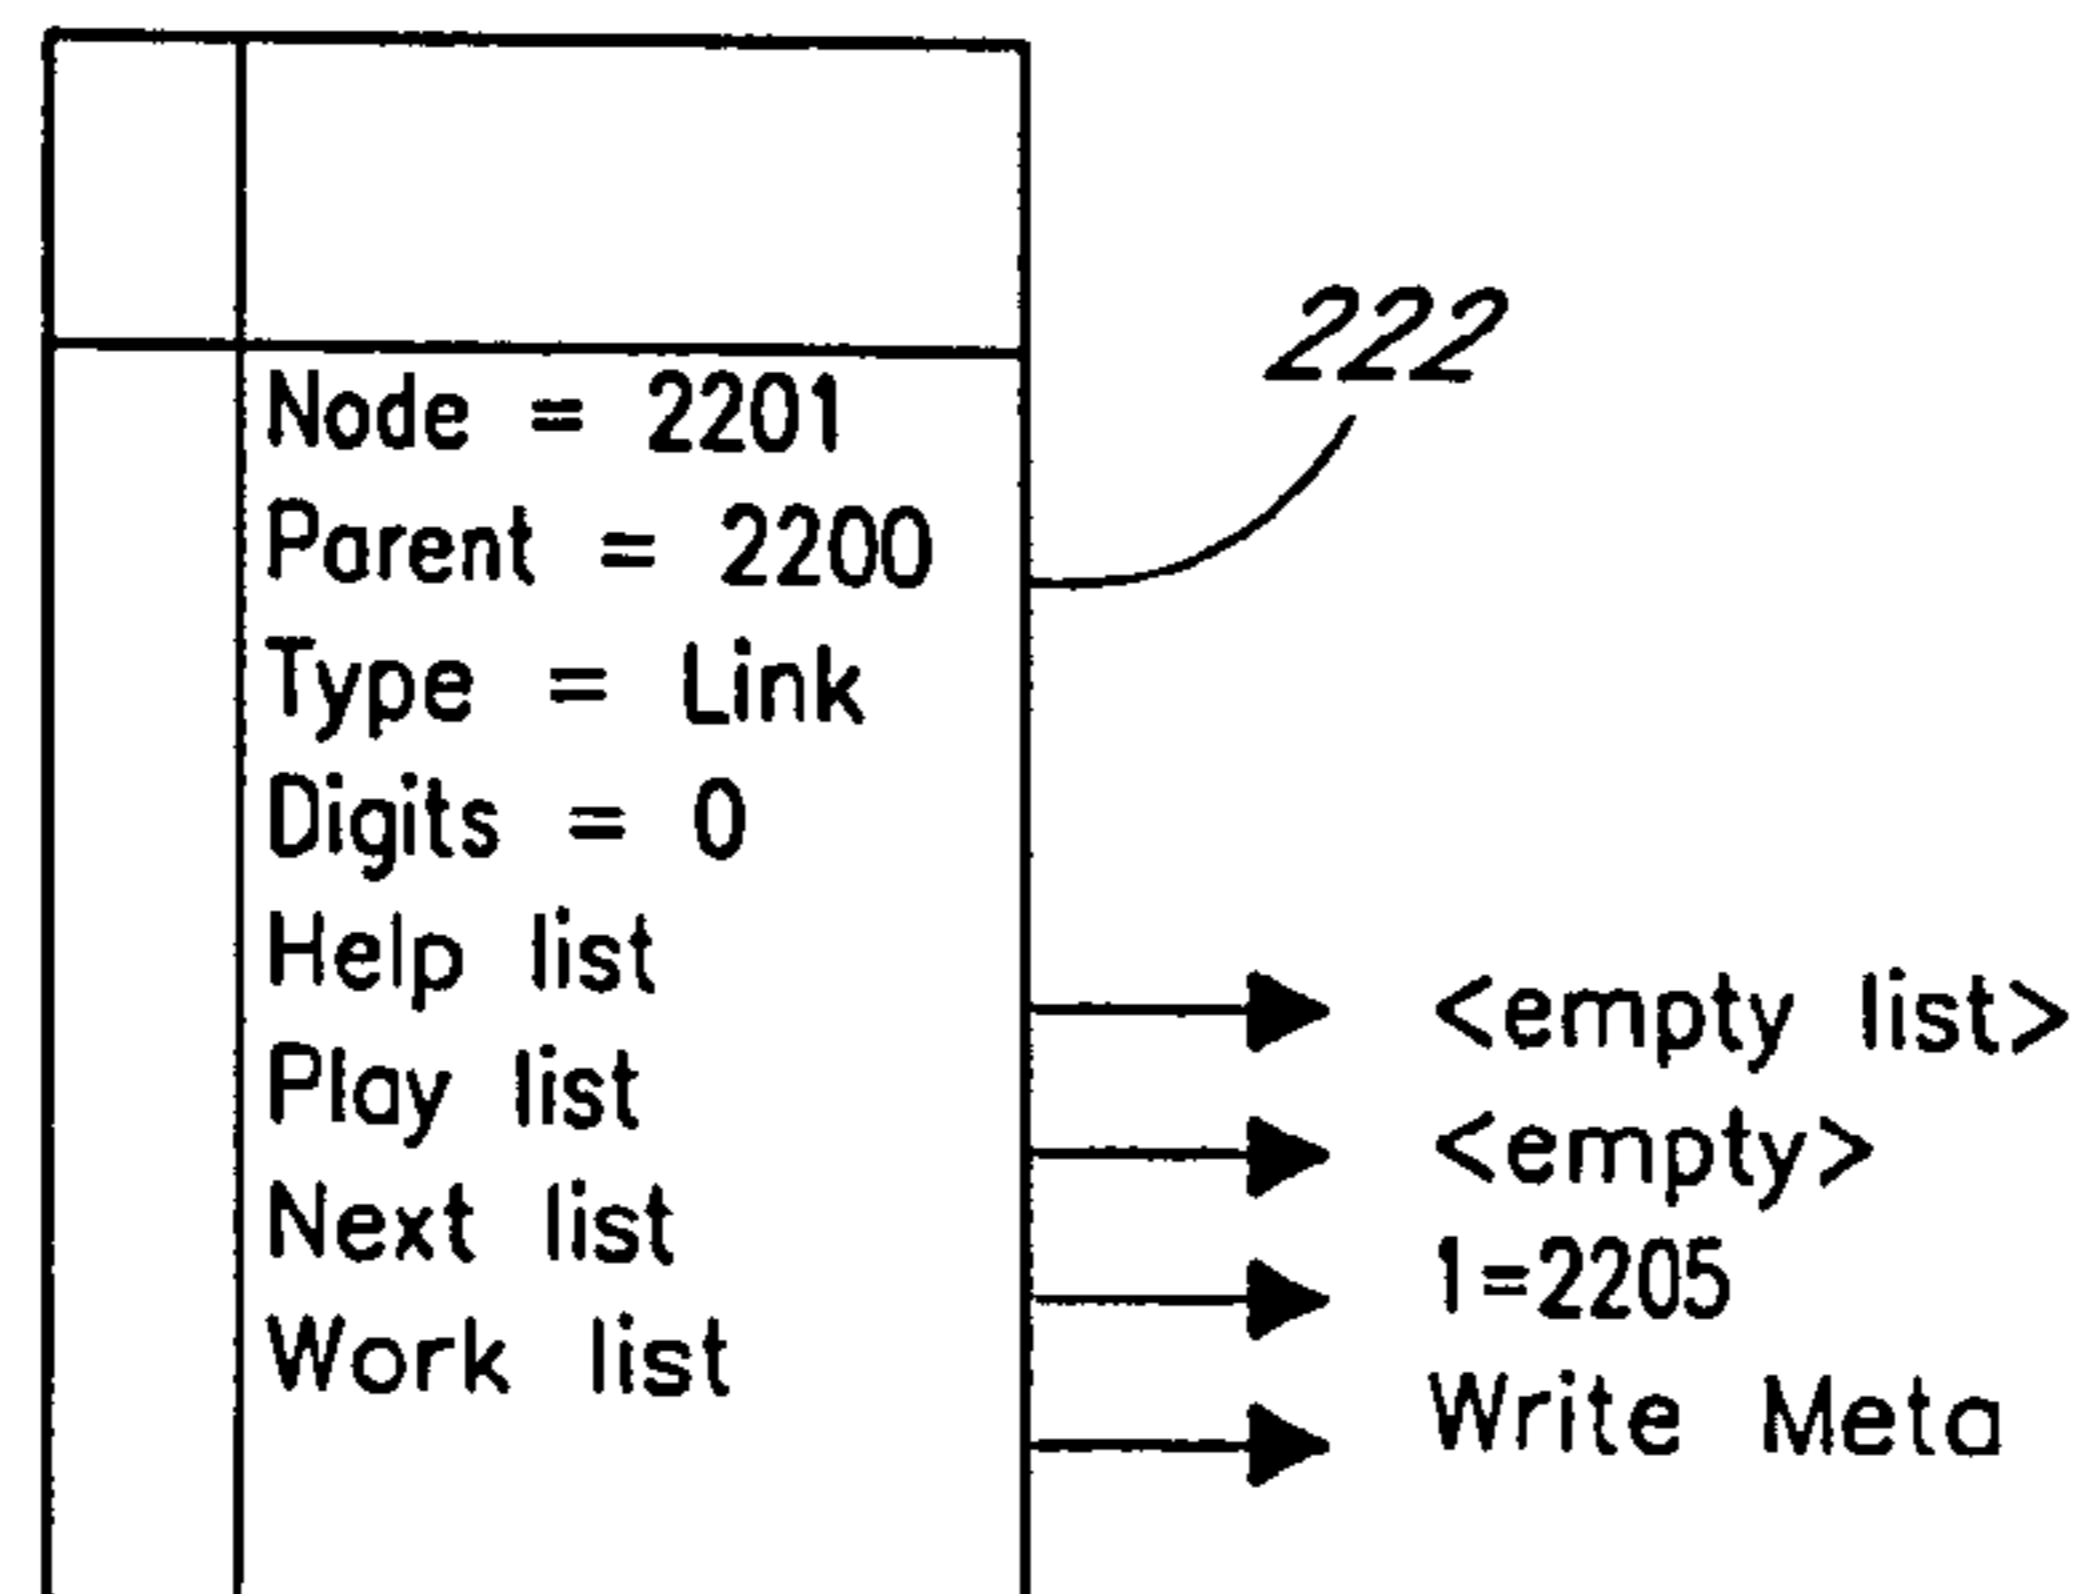 222
Node = 2201
Parent = 2200
Type = Link
Digits = 0
Help list
<empty list>
Play list
<empty>
Next list
1=2205
Work list
Write Meta